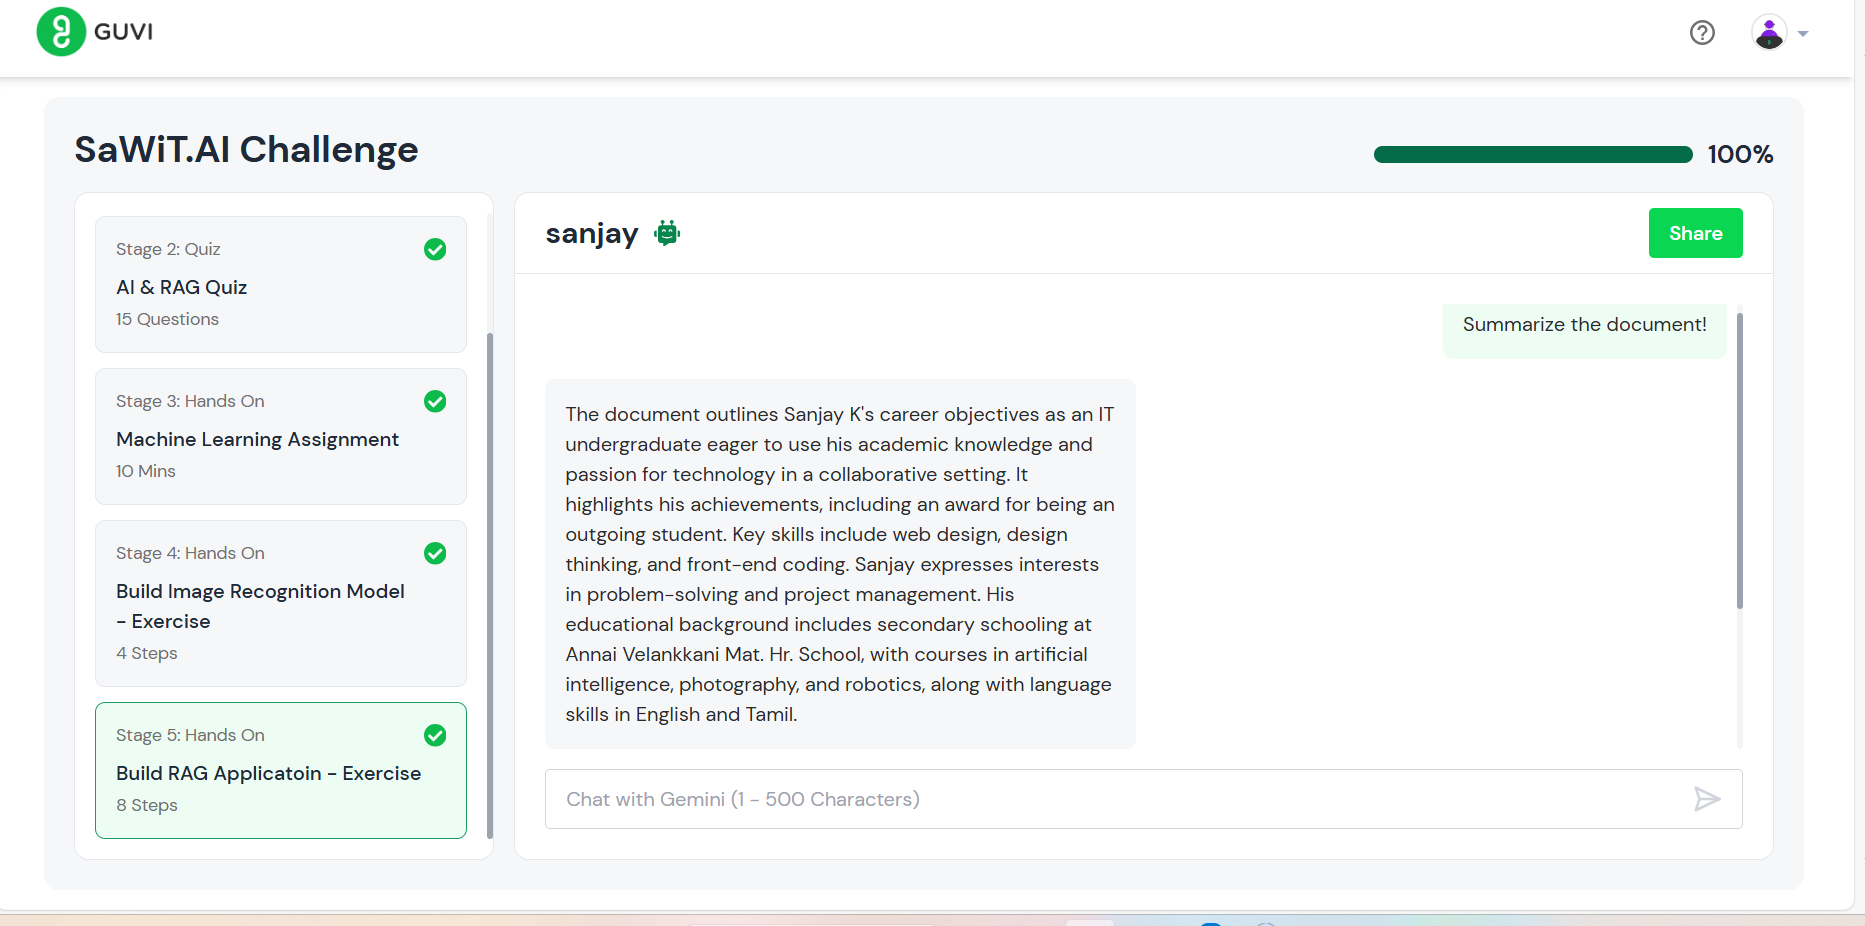 GUVI
SaWiT.AI Challenge
100%
Stage 2: Quiz
AI & RAG Quiz
15 Questions
Stage 3: Hands On
Machine Learning Assignment
10 Mins
Stage 4: Hands On
Build Image Recognition Model
- Exercise
4 Steps
Stage 5: Hands On
Build RAG Applicatoin - Exercise
8 Steps
sanjay
Share
Summarize the document!
The document outlines Sanjay K's career objectives as an IT
undergraduate eager to use his academic knowledge and
passion for technology in a collaborative setting. It
highlights his achievements, including an award for being an
outgoing student. Key skills include web design, design
thinking, and front-end coding. Sanjay expresses interests
in problem-solving and project management. His
educational background includes secondary schooling at
Annai Velankkani Mat. Hr. School, with courses in artificial
intelligence, photography, and robotics, along with language
skills in English and Tamil.
Chat with Gemini (1 - 500 Characters)